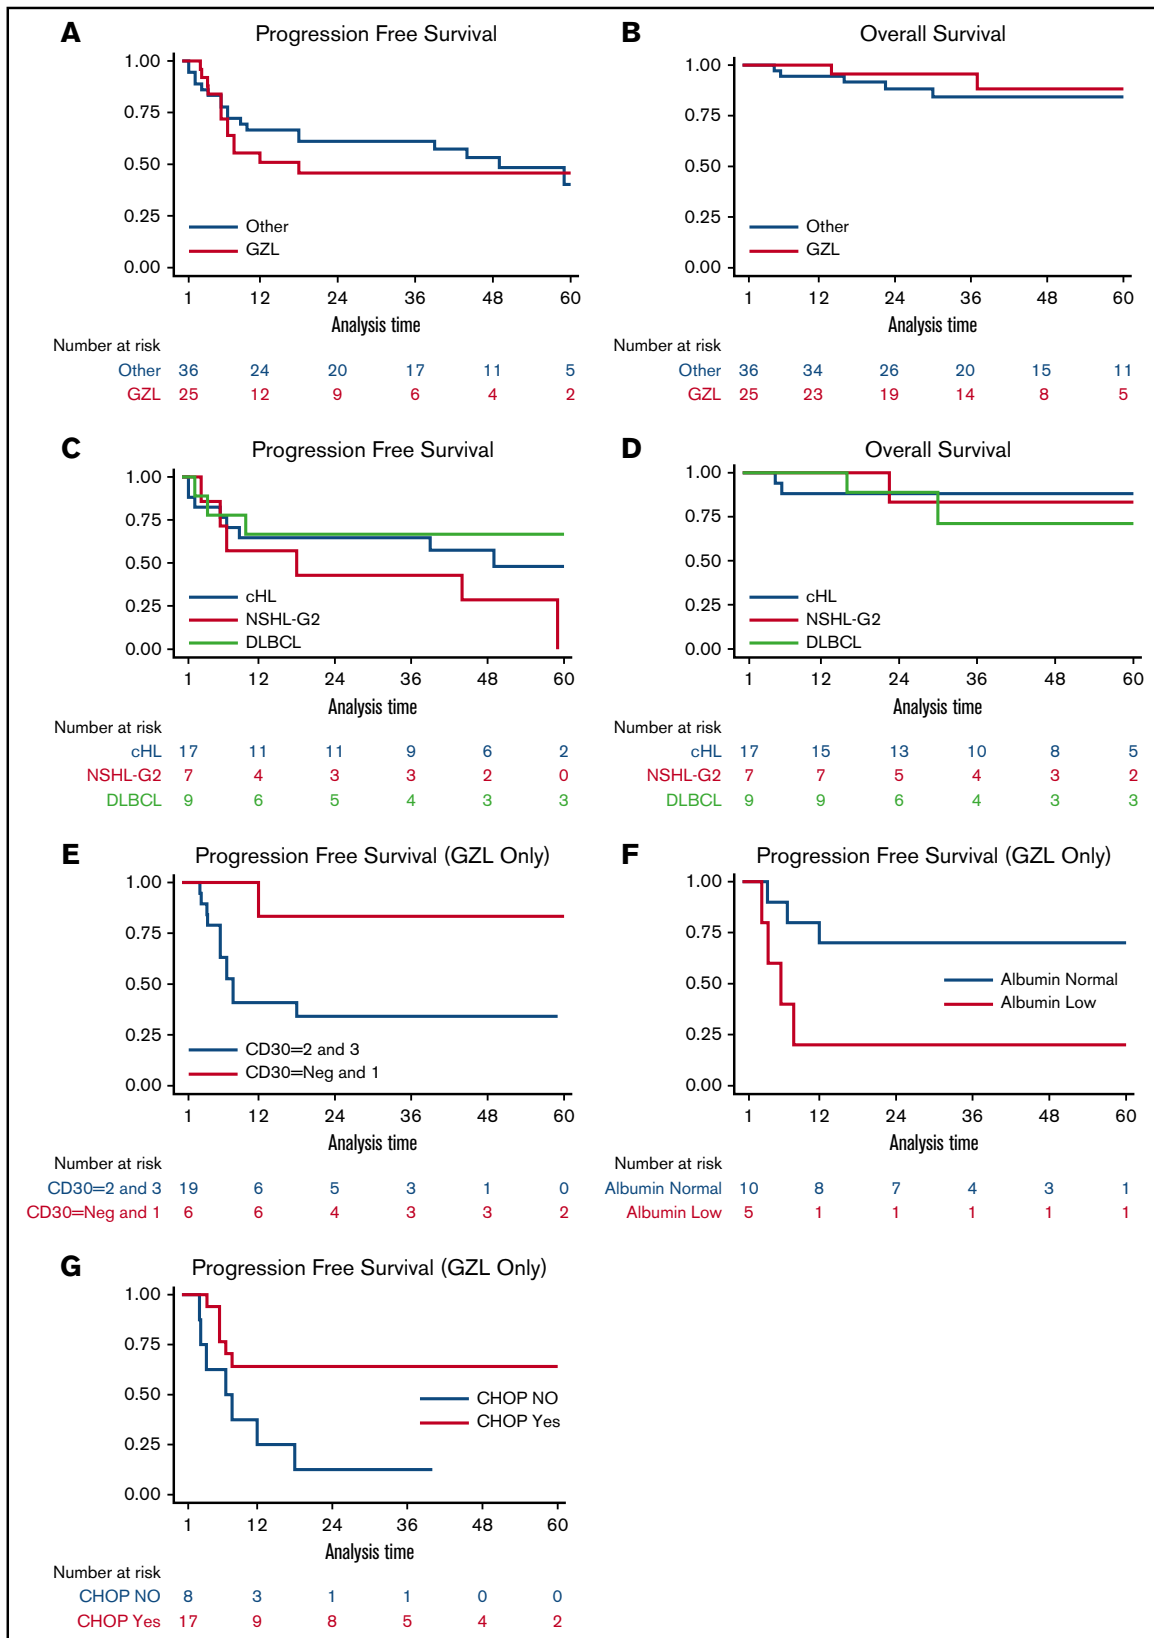 A Progression Free Survival
1.00
0.75
0.50
0.25
0.00
Other
GZL
1 12 24 36 48 60
Analysis time
Number at risk
Other 36 24 20 17 11 5
GZL 25 12 9 6 4 2
B Overall Survival
1.00
0.75
0.50
0.25
0.00
Other
GZL
1 12 24 36 48 60
Analysis time
Number at risk
Other 36 34 26 20 15 11
GZL 25 23 19 14 8 5
C Progression Free Survival
1.00
0.75
0.50
0.25
0.00
cHL
NSHL-G2
DLBCL
1 12 24 36 48 60
Analysis time
Number at risk
cHL 17 11 11 9 6 2
NSHL-G2 7 4 3 3 2 0
DLBCL 9 6 5 4 3 3
D Overall Survival
1.00
0.75
0.50
0.25
0.00
cHL
NSHL-G2
DLBCL
1 12 24 36 48 60
Analysis time
Number at risk
cHL 17 15 13 10 8 5
NSHL-G2 7 7 5 4 3 2
DLBCL 9 9 6 4 3 3
E Progression Free Survival (GZL Only)
1.00
0.75
0.50
0.25
0.00
CD30=2 and 3
CD30=Neg and 1
1 12 24 36 48 60
Analysis time
Number at risk
CD30=2 and 3 19 6 5 3 1 0
CD30=Neg and 1 6 6 4 3 3 2
F Progression Free Survival (GZL Only)
1.00
0.75
0.50
0.25
0.00
Albumin Normal
Albumin Low
1 12 24 36 48 60
Analysis time
Number at risk
Albumin Normal 10 8 7 4 3 1
Albumin Low 5 1 1 1 1 1
G Progression Free Survival (GZL Only)
1.00
0.75
0.50
0.25
0.00
CHOP NO
CHOP Yes
1 12 24 36 48 60
Analysis time
Number at risk
CHOP NO 8 3 1 1 0 0
CHOP Yes 17 9 8 5 4 2